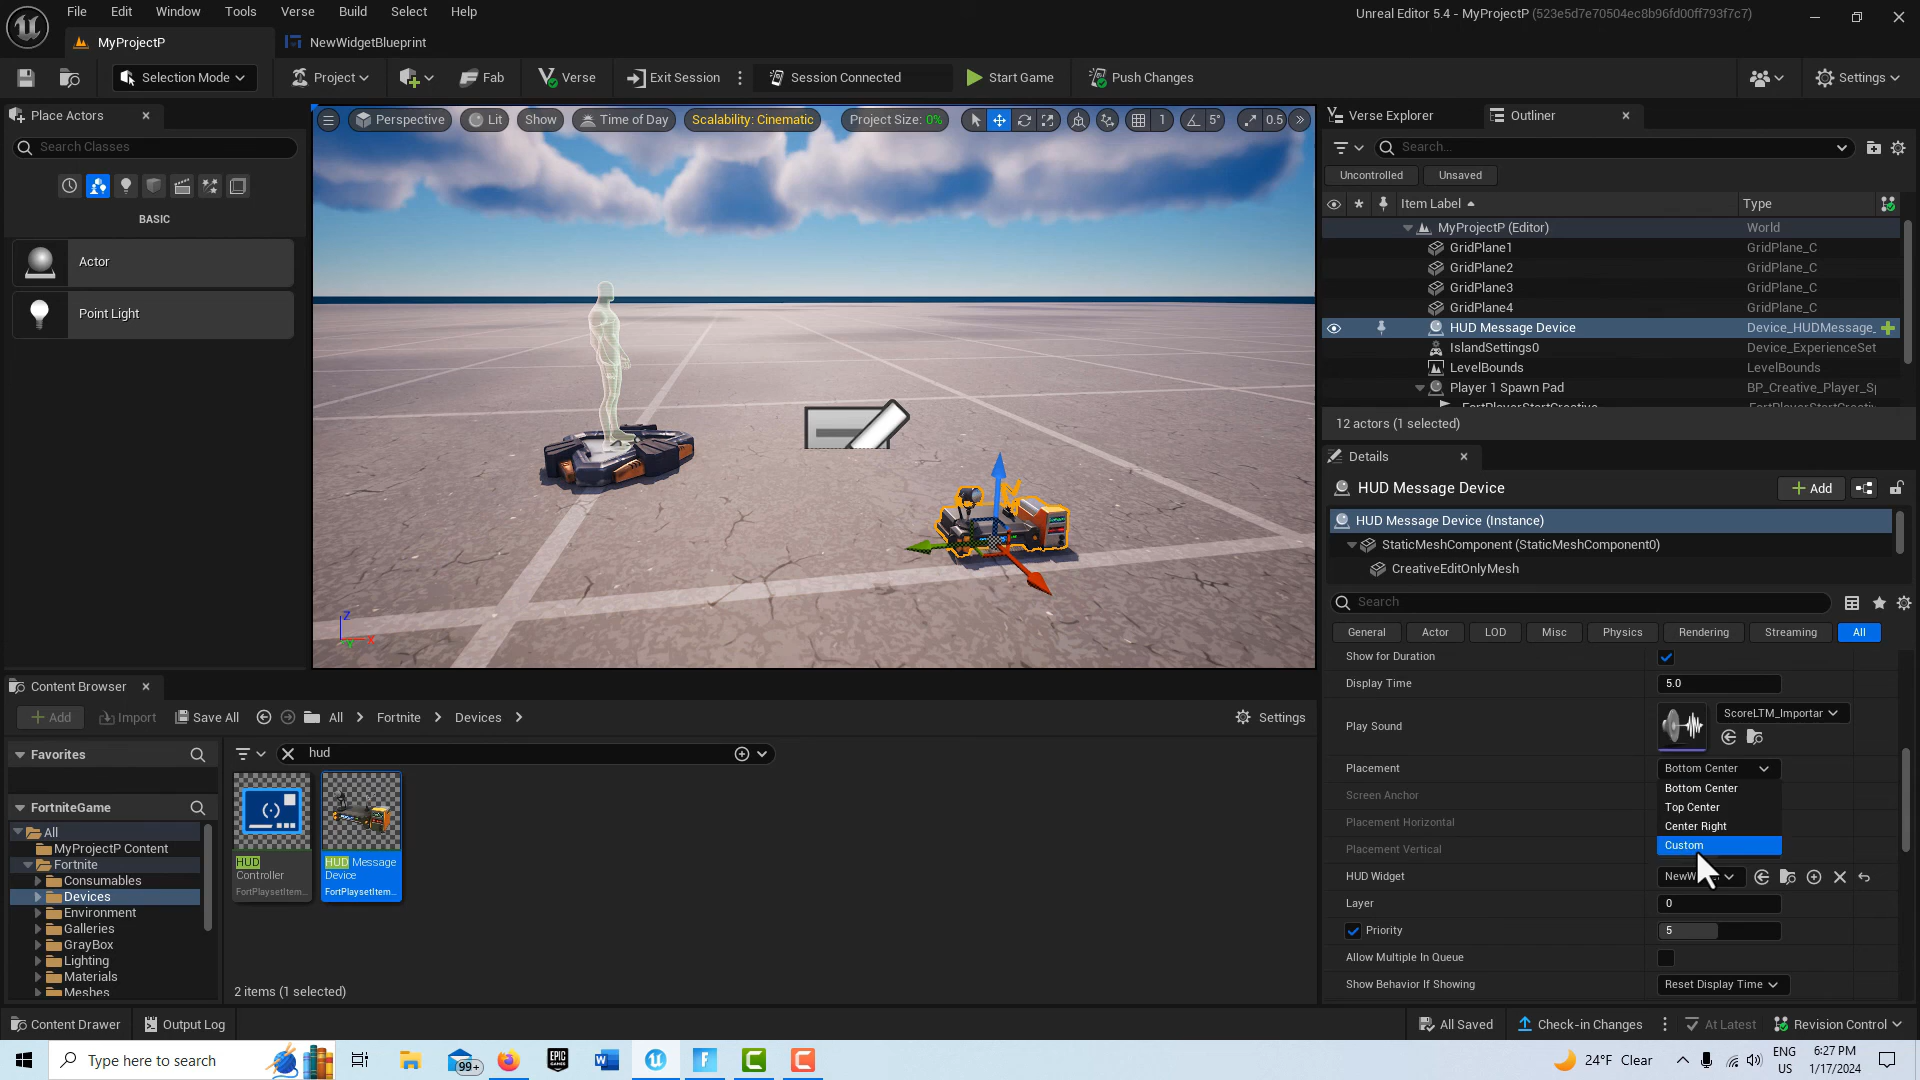 File Edit Window Tools Verse Build Select Help
Unreal Editor 5.4 - MyProjectP (523e5d7e70504ec8b96fd00ff793f7c7)
MyProjectP
NewWidgetBlueprint
Selection Mode
Project
Fab
Verse
Exit Session
Session Connected
Start Game
Push Changes
Settings
Place Actors
Search Classes
BASIC
Actor
Point Light
Perspective
Lit
Show
Time of Day
Scalability: Cinematic
Project Size: 0%
1
5°
0.5
Z
X
Verse Explorer
Outliner
Search...
Uncontrolled
Unsaved
Item Label
Type
MyProjectP (Editor) World
GridPlane1 GridPlane_C
GridPlane2 GridPlane_C
GridPlane3 GridPlane_C
GridPlane4 GridPlane_C
HUD Message Device Device_HUDMessage_
IslandSettings0 Device_ExperienceSet
LevelBounds LevelBounds
Player 1 Spawn Pad BP_Creative_Player_Sp
FortPlayerStartCreative
12 actors (1 selected)
Details
HUD Message Device
Add
HUD Message Device (Instance)
StaticMeshComponent (StaticMeshComponent0)
CreativeEditOnlyMesh
Search
General Actor LOD Misc Physics Rendering Streaming All
Show for Duration
Display Time 5.0
Play Sound ScoreLTM_Importar
Placement Bottom Center
Bottom Center
Top Center
Center Right
Custom
Screen Anchor
Placement Horizontal
Placement Vertical
HUD Widget
Layer 0
Priority 5
Allow Multiple In Queue
Show Behavior If Showing Reset Display Time
Content Browser
Add
Import
Save All
All
Fortnite
Devices
Settings
Favorites
FortniteGame
All
MyProjectP Content
Fortnite
Consumables
Devices
Environment
Galleries
GrayBox
Lighting
Materials
Meshes
hud
HUD Controller
FortPlaysetItem...
HUD Message Device
FortPlaysetItem...
2 items (1 selected)
Content Drawer
Output Log
All Saved
Check-in Changes
At Latest
Revision Control
Type here to search
99+
EPIC GAMES
24°F Clear
ENG
US
6:27 PM
1/17/2024